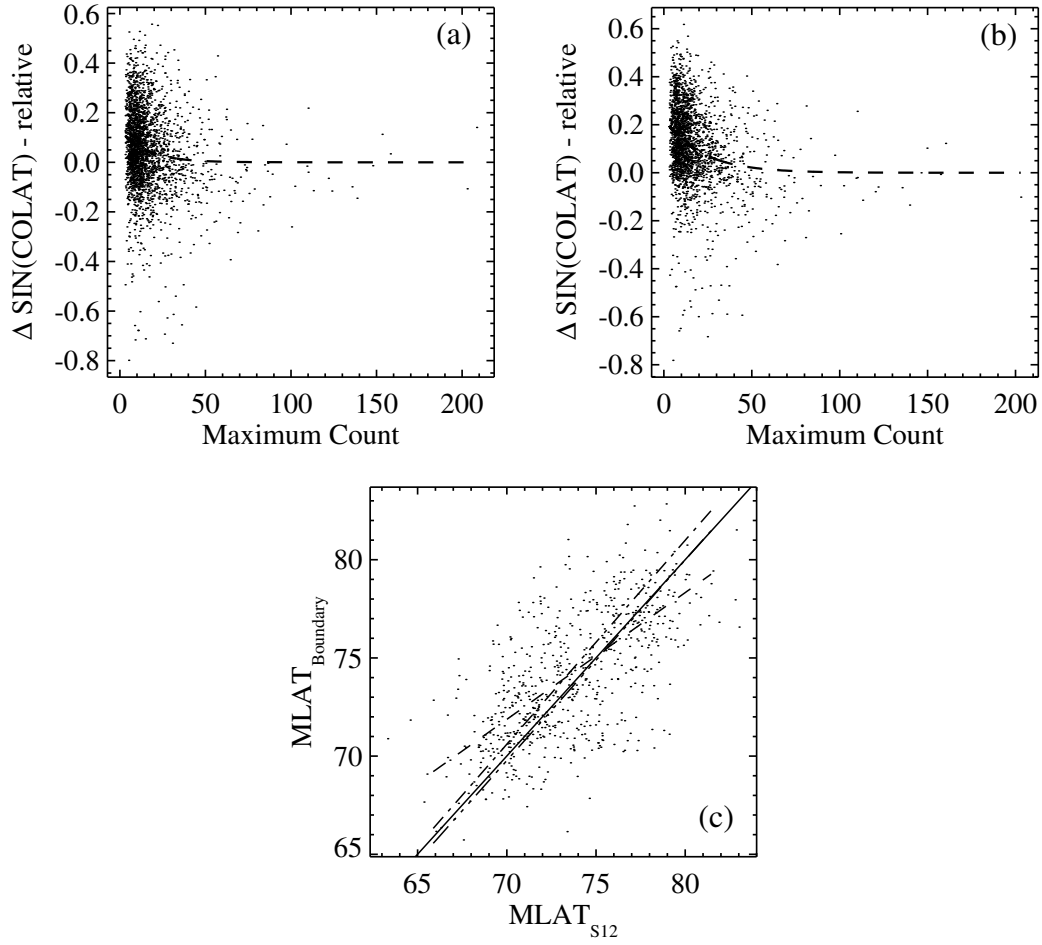 (a)
Δ SIN(COLAT) - relative
0.6
0.4
0.2
0.0
-0.2
-0.4
-0.6
-0.8
0 50 100 150 200
Maximum Count
(b)
Δ SIN(COLAT) - relative
0.6
0.4
0.2
0.0
-0.2
-0.4
-0.6
-0.8
0 50 100 150 200
Maximum Count
MLAT_Boundary
80
75
70
65
(c)
65 70 75 80
MLAT_S12